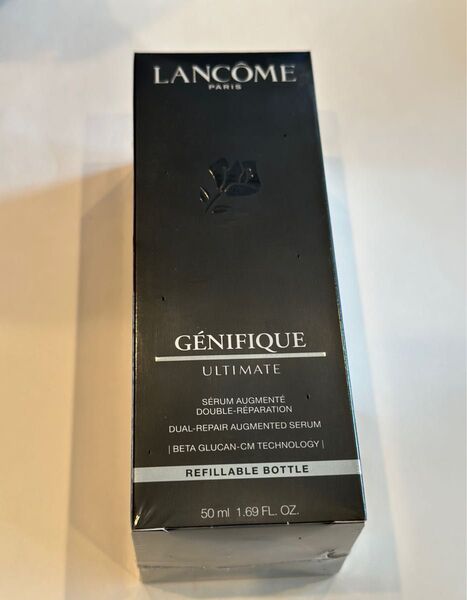 LANCÔME
PARIS
GÉNIFIQUE
ULTIMATE
SÉRUM AUGMENTÉ
DOUBLE-RÉPARATION
DUAL-REPAIR AUGMENTED SERUM
| BETA GLUCAN-CM TECHNOLOGY |
REFILLABLE BOTTLE
50 ml 1.69 FL. OZ.